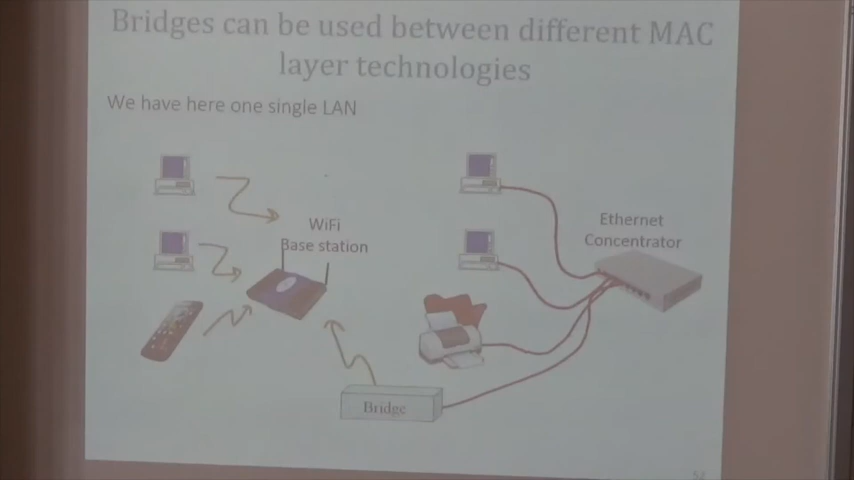 Bridges can be used between different MAC
layer technologies
We have here one single LAN
WiFi
Base station
Ethernet
Concentrator
Bridge
52